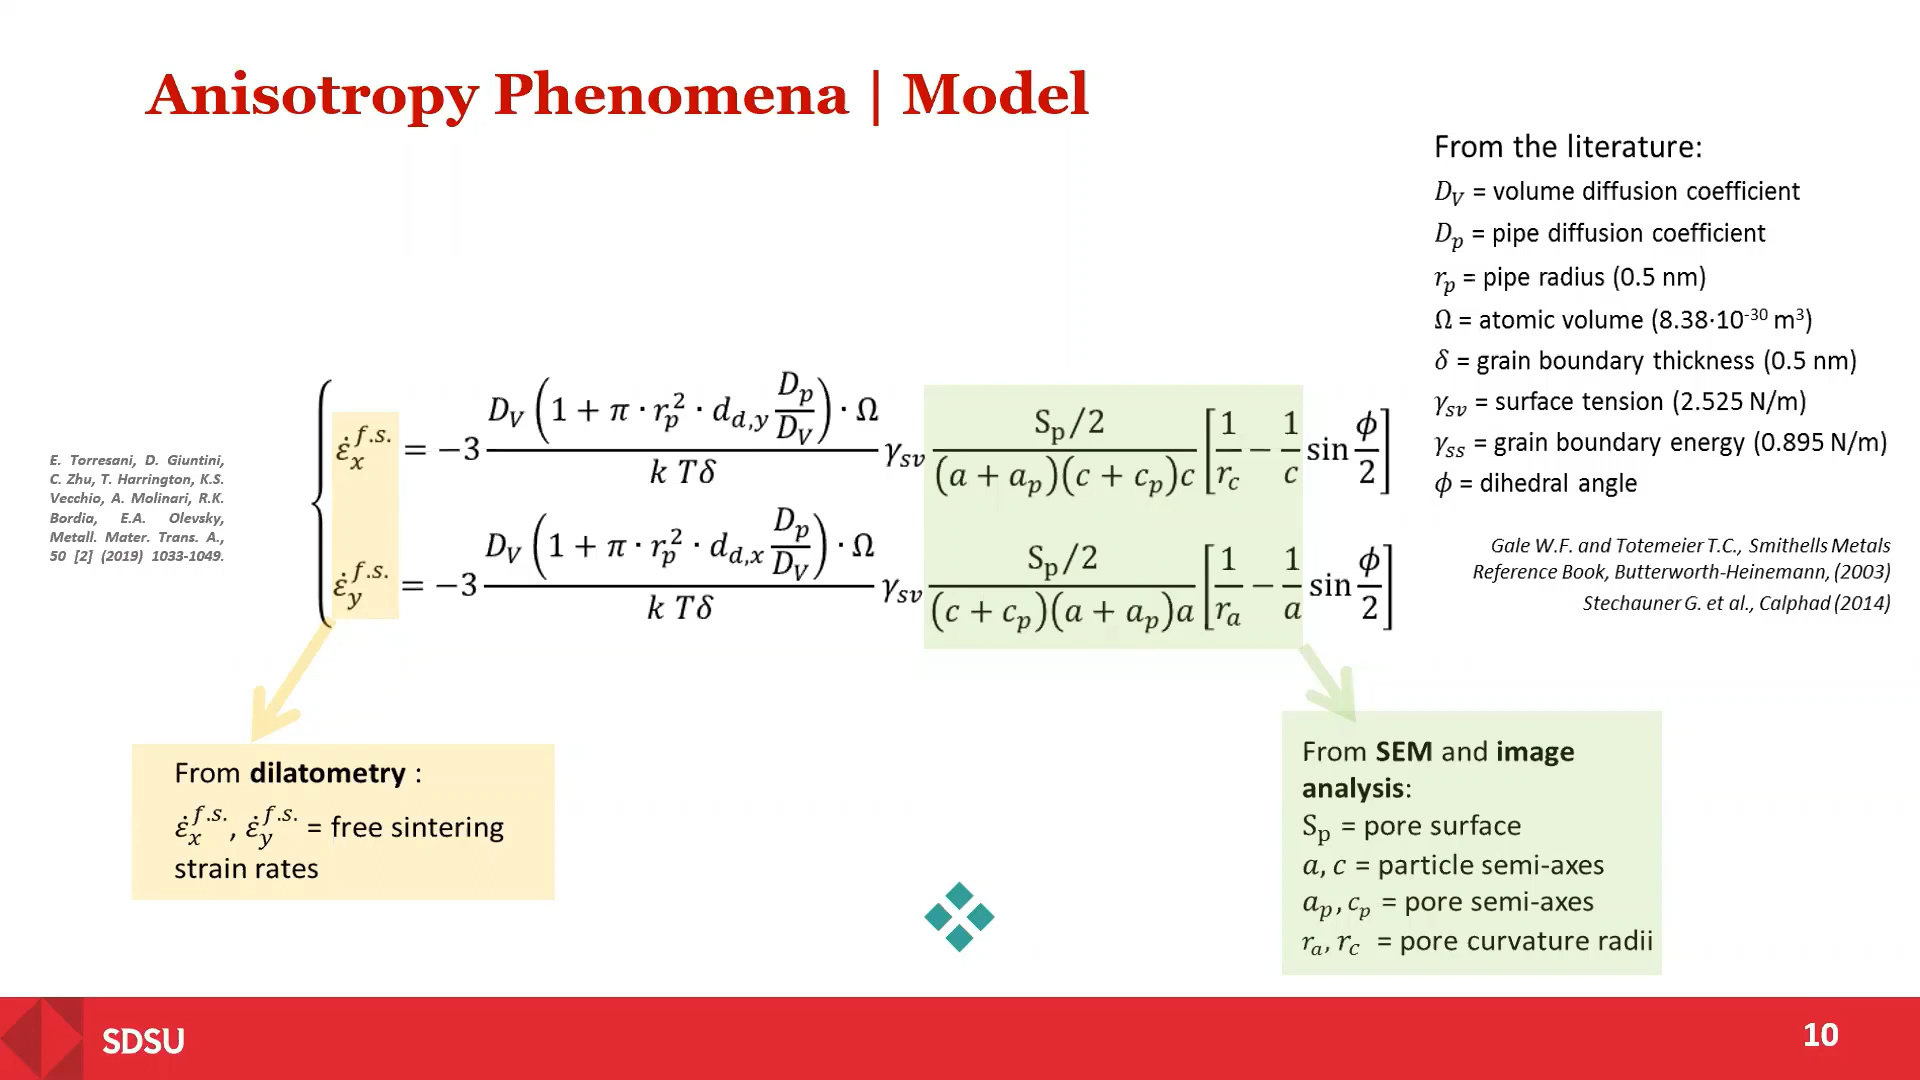 Anisotropy Phenomena | Model
From the literature:
D_V = volume diffusion coefficient
D_p = pipe diffusion coefficient
r_p = pipe radius (0.5 nm)
Ω = atomic volume (8.38·10⁻³⁰ m³)
δ = grain boundary thickness (0.5 nm)
γ_sv = surface tension (2.525 N/m)
γ_ss = grain boundary energy (0.895 N/m)
ϕ = dihedral angle
Gale W.F. and Totemeier T.C., Smithells Metals
Reference Book, Butterworth-Heinemann, (2003)
Stechauner G. et al., Calphad (2014)
E. Torresani, D. Giuntini,
C. Zhu, T. Harrington, K.S.
Vecchio, A. Molinari, R.K.
Bordia, E.A. Olevsky,
Metall. Mater. Trans. A.,
50 [2] (2019) 1033-1049.
ε̇_x^{f.s.} = −3 D_V (1 + π · r_p² · d_{d,y} D_p/D_V) · Ω / k T δ γ_sv S_p/2 / (a + a_p)(c + c_p)c [1/r_c − 1/c sin ϕ/2]
ε̇_y^{f.s.} = −3 D_V (1 + π · r_p² · d_{d,x} D_p/D_V) · Ω / k T δ γ_sv S_p/2 / (c + c_p)(a + a_p)a [1/r_a − 1/a sin ϕ/2]
From dilatometry :
ε̇_x^{f.s.}, ε̇_y^{f.s.} = free sintering
strain rates
From SEM and image
analysis:
S_p = pore surface
a, c = particle semi-axes
a_p, c_p = pore semi-axes
r_a, r_c = pore curvature radii
SDSU
10